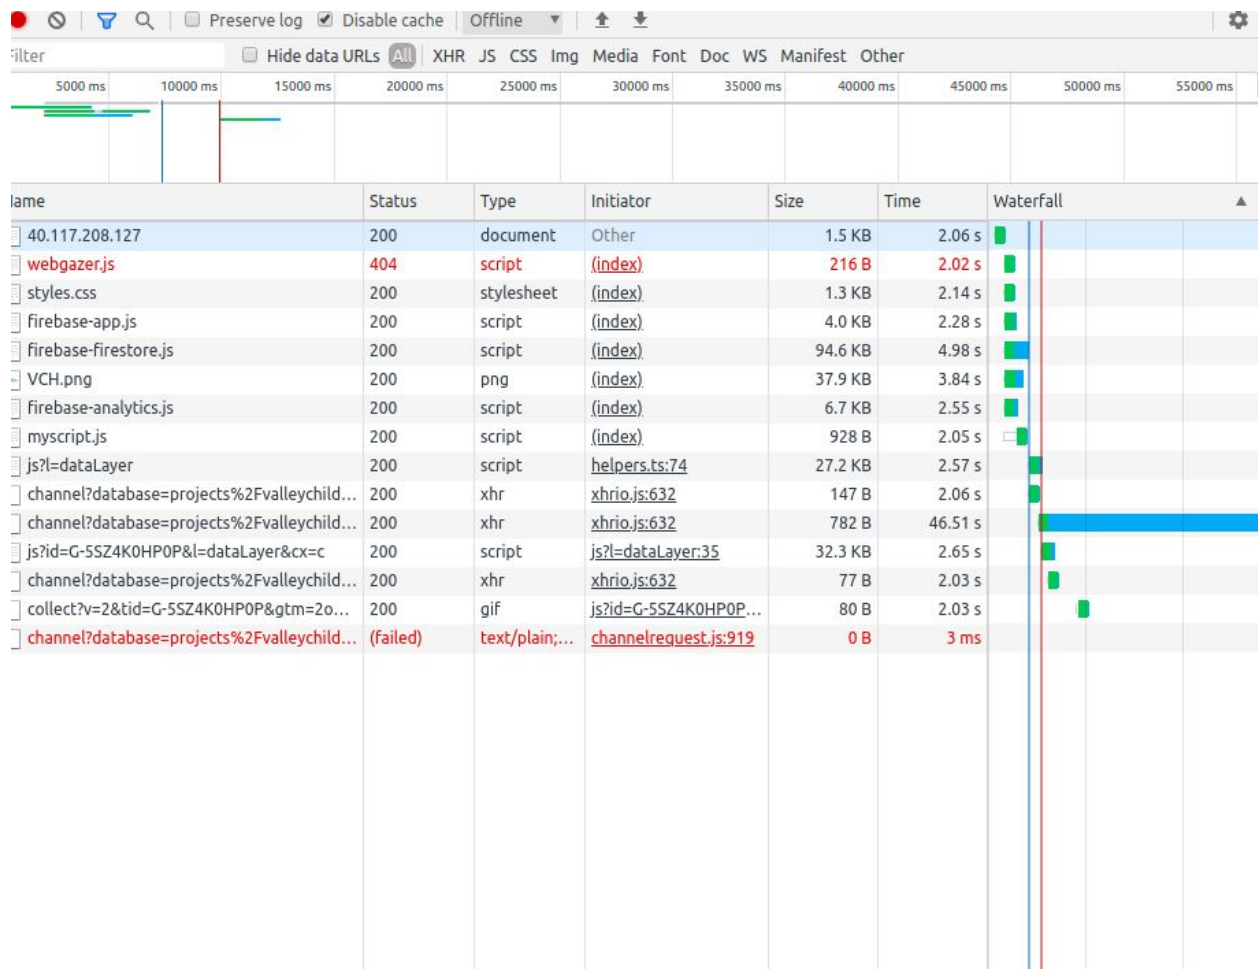 Preserve log Disable cache Offline
Filter Hide data URLs All XHR JS CSS Img Media Font Doc WS Manifest Other
5000 ms 10000 ms 15000 ms 20000 ms 25000 ms 30000 ms 35000 ms 40000 ms 45000 ms 50000 ms 55000 ms
ame Status Type Initiator Size Time Waterfall
40.117.208.127 200 document Other 1.5 KB 2.06 s
webgazer.js 404 script (index) 216 B 2.02 s
styles.css 200 stylesheet (index) 1.3 KB 2.14 s
firebase-app.js 200 script (index) 4.0 KB 2.28 s
firebase-firestore.js 200 script (index) 94.6 KB 4.98 s
VCH.png 200 png (index) 37.9 KB 3.84 s
firebase-analytics.js 200 script (index) 6.7 KB 2.55 s
myscript.js 200 script (index) 928 B 2.05 s
js?l=dataLayer 200 script helpers.ts:74 27.2 KB 2.57 s
channel?database=projects%2Fvalleychild... 200 xhr xhrio.js:632 147 B 2.06 s
channel?database=projects%2Fvalleychild... 200 xhr xhrio.js:632 782 B 46.51 s
js?id=G-5SZ4K0HP0P&l=dataLayer&cx=c 200 script js?l=dataLayer:35 32.3 KB 2.65 s
channel?database=projects%2Fvalleychild... 200 xhr xhrio.js:632 77 B 2.03 s
collect?v=2&tid=G-5SZ4K0HP0P&gtm=2o... 200 gif js?id=G-5SZ4K0HP0P... 80 B 2.03 s
channel?database=projects%2Fvalleychild... (failed) text/plain;... channelrequest.js:919 0 B 3 ms